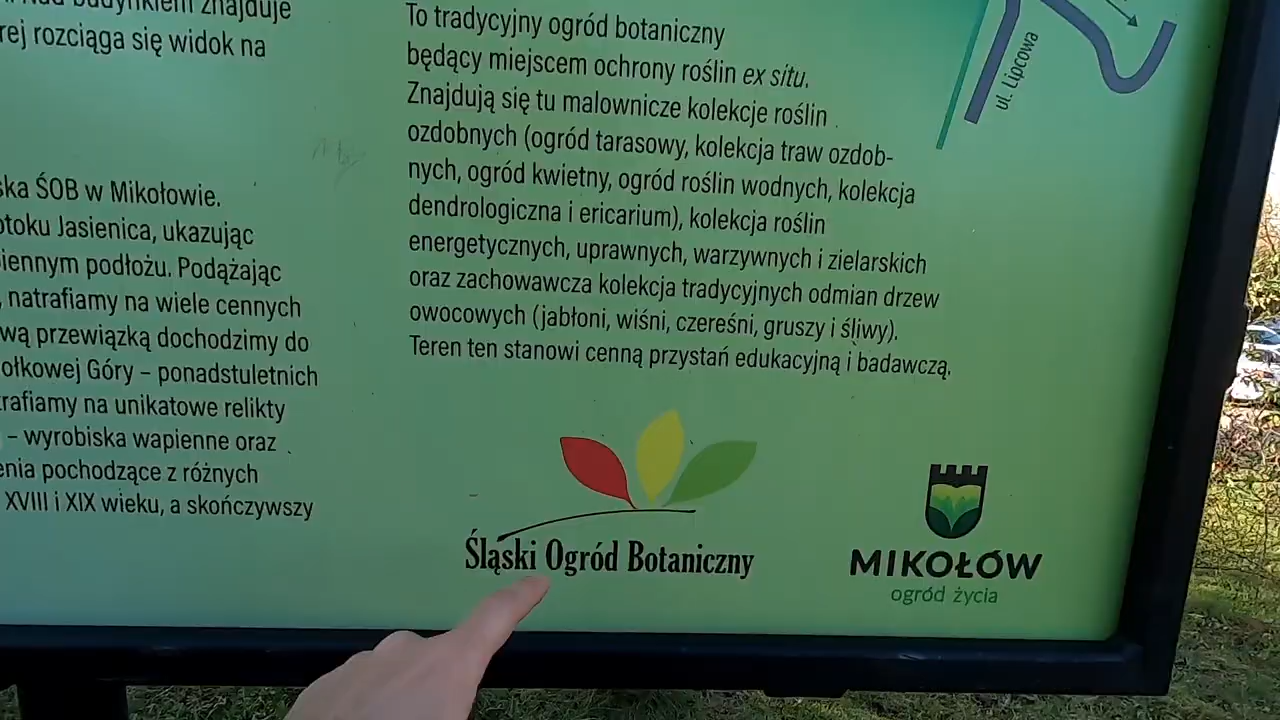 znajduje
rej rozciąga się widok na
ska ŚOB w Mikołowie.
otoku Jasienica, ukazując
iennym podłożu. Podążając
, natrafiamy na wiele cennych
wą przewiązką dochodzimy do
ołkowej Góry – ponadstuletnich
rafiamy na unikatowe relikty
– wyrobiska wapienne oraz
enia pochodzące z różnych
XVIII i XIX wieku, a skończywszy
To tradycyjny ogród botaniczny
będący miejscem ochrony roślin ex situ.
Znajdują się tu malownicze kolekcje roślin
ozdobnych (ogród tarasowy, kolekcja traw ozdob-
nych, ogród kwietny, ogród roślin wodnych, kolekcja
dendrologiczna i ericarium), kolekcja roślin
energetycznych, uprawnych, warzywnych i zielarskich
oraz zachowawcza kolekcja tradycyjnych odmian drzew
owocowych (jabłoni, wiśni, czereśni, gruszy i śliwy).
Teren ten stanowi cenną przystań edukacyjną i badawczą.
ul. Lipcowa
Śląski Ogród Botaniczny
MIKOŁÓW
ogród życia